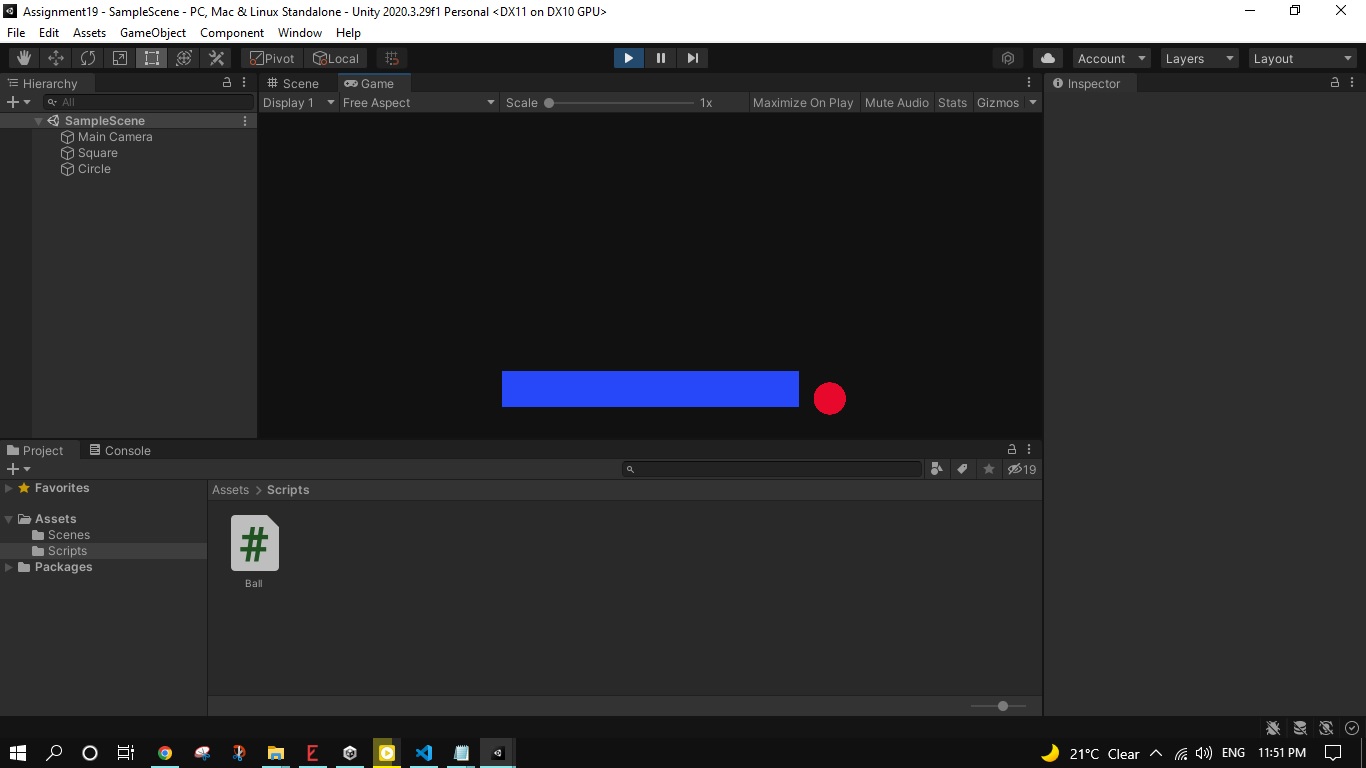 Assignment19 - SampleScene - PC, Mac & Linux Standalone - Unity 2020.3.29f1 Personal <DX11 on DX10 GPU>
File Edit Assets GameObject Component Window Help
Pivot Local Account Layers Layout
Hierarchy Scene Game Inspector
All Display 1 Free Aspect Scale 1x Maximize On Play Mute Audio Stats Gizmos
SampleScene
Main Camera
Square
Circle
Project Console
19
Favorites Assets > Scripts
Assets
Scenes
Scripts
Packages
#
Ball
21°C Clear ENG 11:51 PM